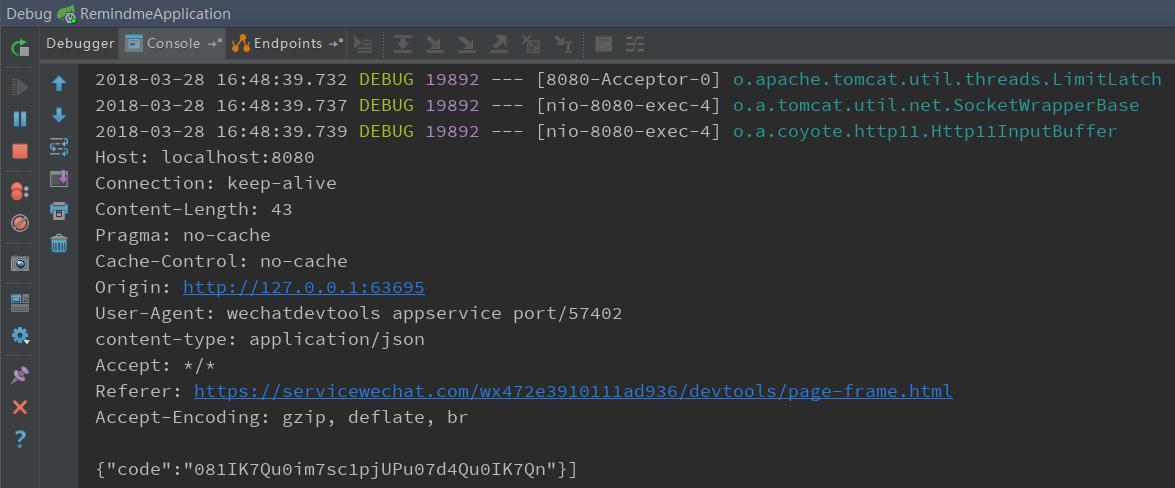 Debug RemindmeApplication
Debugger Console Endpoints
2018-03-28 16:48:39.732 DEBUG 19892 --- [8080-Acceptor-0] o.apache.tomcat.util.threads.LimitLatch
2018-03-28 16:48:39.737 DEBUG 19892 --- [nio-8080-exec-4] o.a.tomcat.util.net.SocketWrapperBase
2018-03-28 16:48:39.739 DEBUG 19892 --- [nio-8080-exec-4] o.a.coyote.http11.Http11InputBuffer
Host: localhost:8080
Connection: keep-alive
Content-Length: 43
Pragma: no-cache
Cache-Control: no-cache
Origin: http://127.0.0.1:63695
User-Agent: wechatdevtools appservice port/57402
content-type: application/json
Accept: */*
Referer: https://servicewechat.com/wx472e3910111ad936/devtools/page-frame.html
Accept-Encoding: gzip, deflate, br
{"code":"081IK7Qu0im7sc1pjUPu07d4Qu0IK7Qn"}]